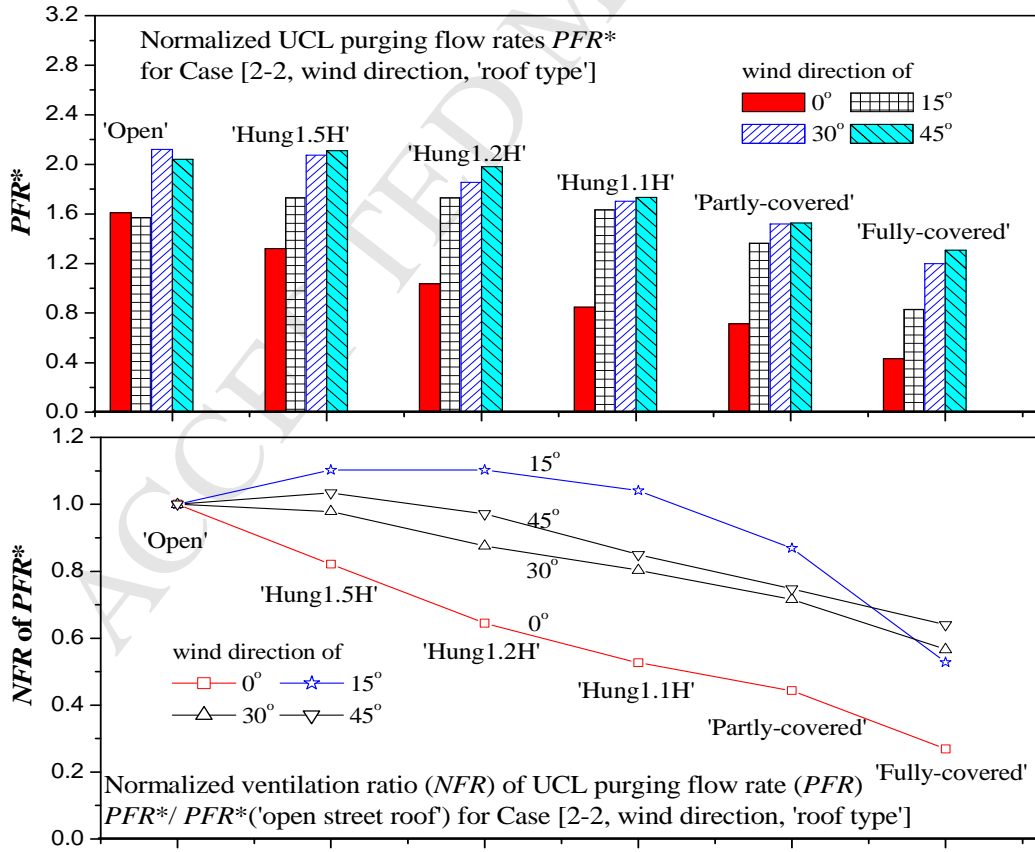 Normalized UCL purging flow rates PFR*
for Case [2-2, wind direction, 'roof type']
wind direction of
0° 15°
30° 45°
'Open'
'Hung1.5H'
'Hung1.2H'
'Hung1.1H'
'Partly-covered'
'Fully-covered'
PFR*
3.2
2.8
2.4
2.0
1.6
1.2
0.8
0.4
0.0
1.2
1.0
0.8
0.6
0.4
0.2
0.0
NFR of PFR*
15°
45°
30°
0°
'Open'
'Hung1.5H'
'Hung1.2H'
'Hung1.1H'
'Partly-covered'
'Fully-covered'
wind direction of
0° 15°
30° 45°
Normalized ventilation ratio (NFR) of UCL purging flow rate (PFR)
PFR*/ PFR*('open street roof') for Case [2-2, wind direction, 'roof type']